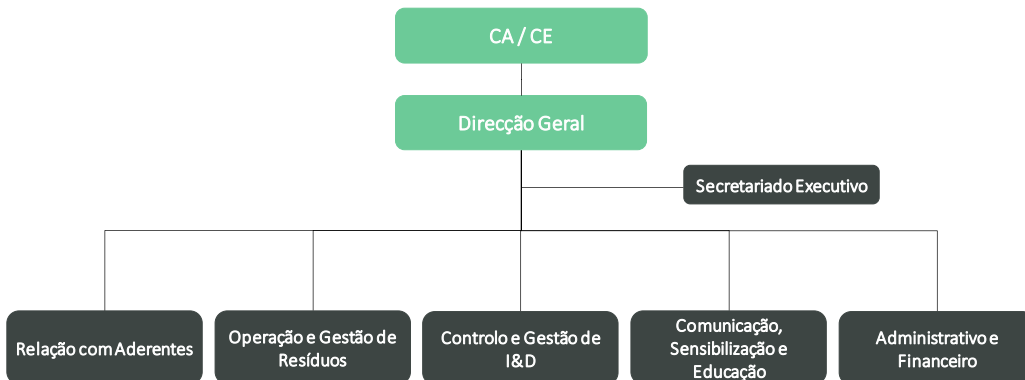 CA / CE
Direcção Geral
Secretariado Executivo
Relação com Aderentes
Operação e Gestão de
Resíduos
Controlo e Gestão de
I&D
Comunicação,
Sensibilização e
Educação
Administrativo e
Financeiro